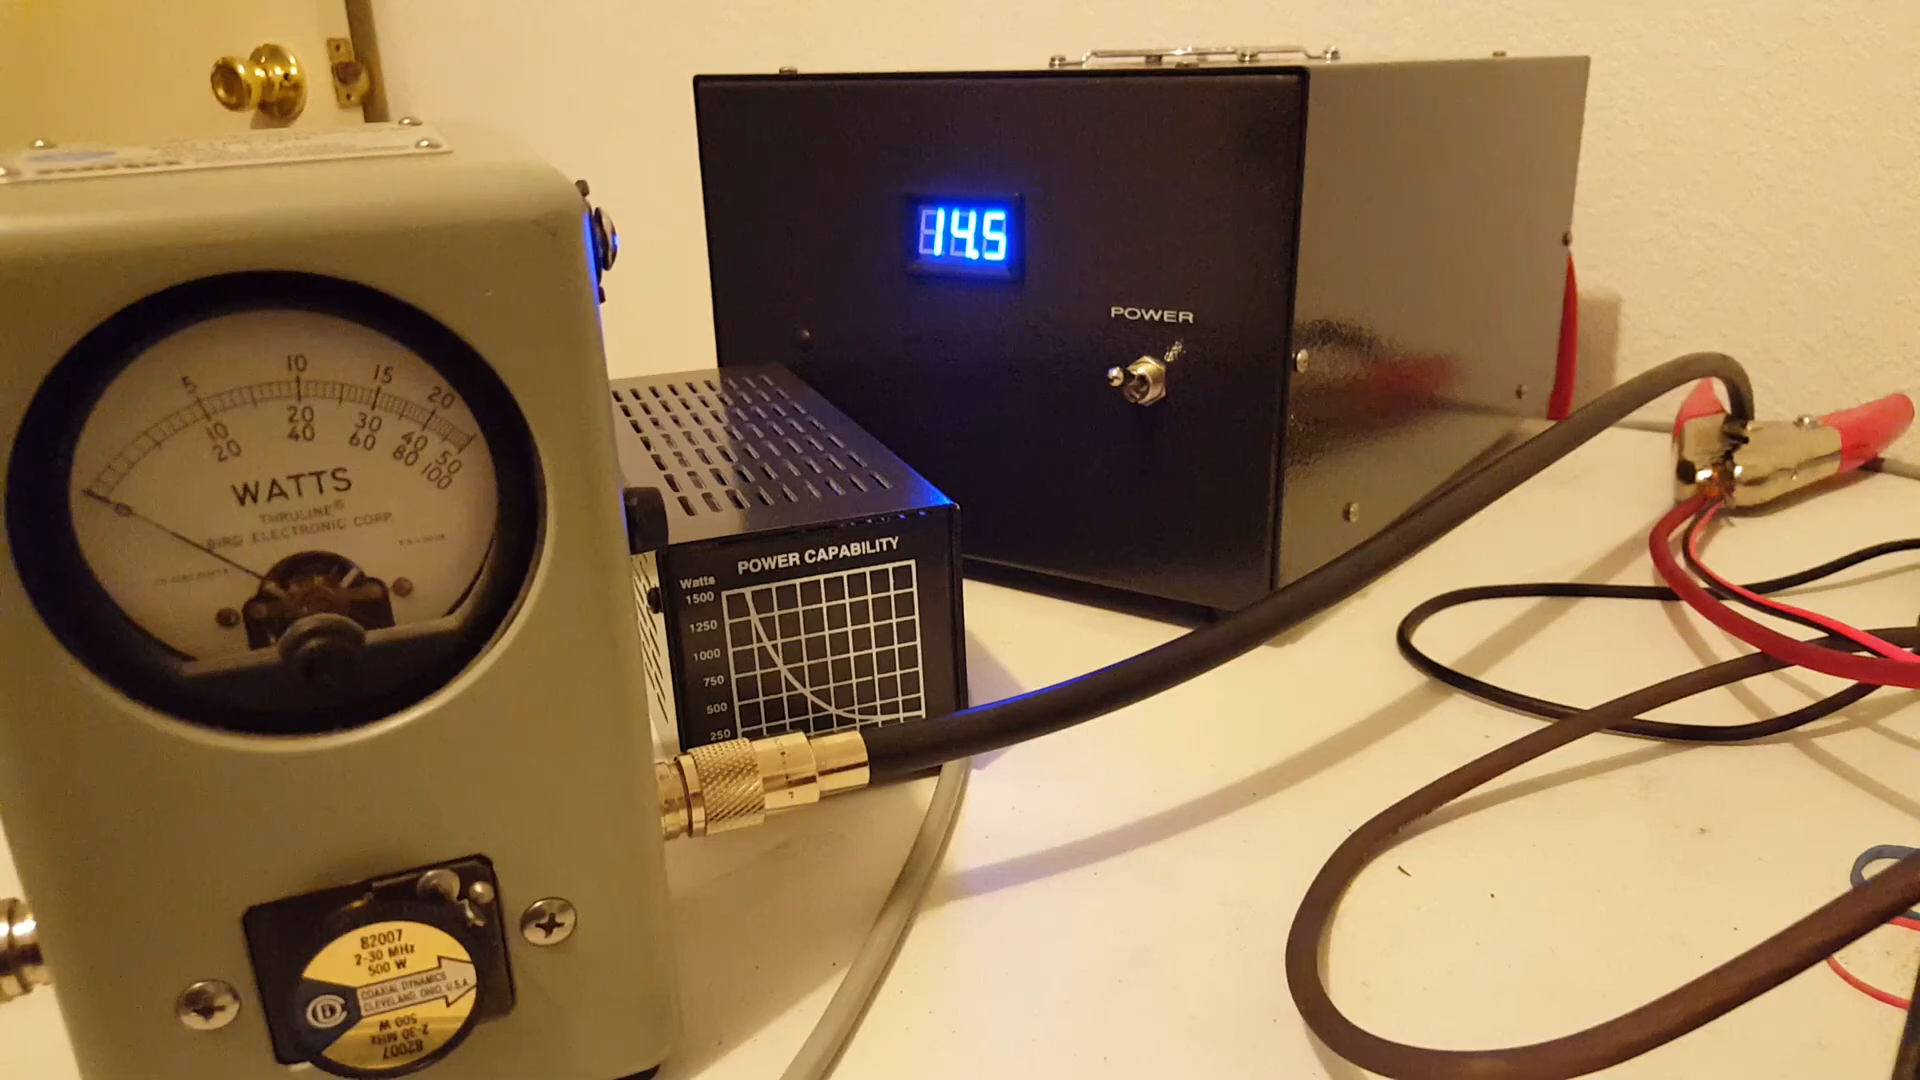 14.5
POWER
5 10 15 20
10 20 30 40 50
20 40 60 80 100
WATTS
THRULINE®
BIRD ELECTRONIC CORP.
POWER CAPABILITY
Watts
1500
1250
1000
750
500
250
82007
2-30 MHz
500 W
COAXIAL DYNAMICS
CLEVELAND, OHIO, U.S.A.
500 W
2-30 MHz
82007